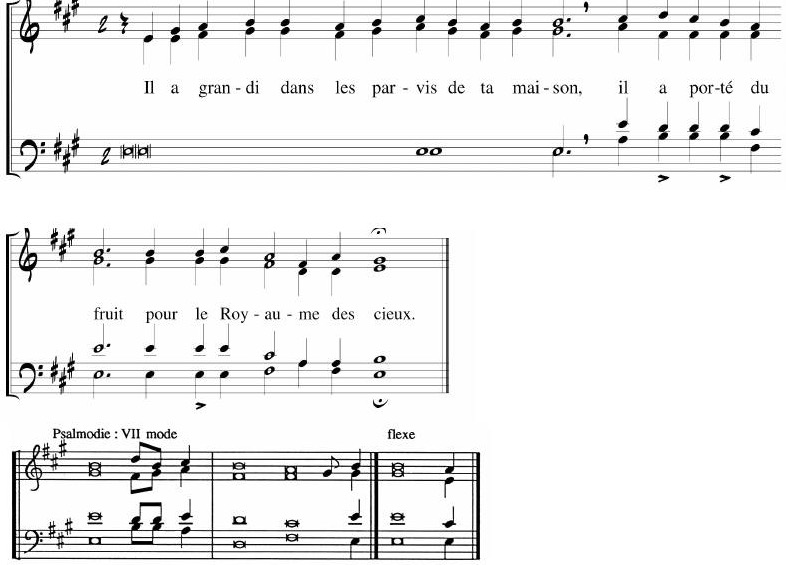 Il a gran - di dans les par - vis de ta mai - son, il a por - té du
fruit pour le Roy - au - me des cieux.
Psalmodie : VII mode flexe